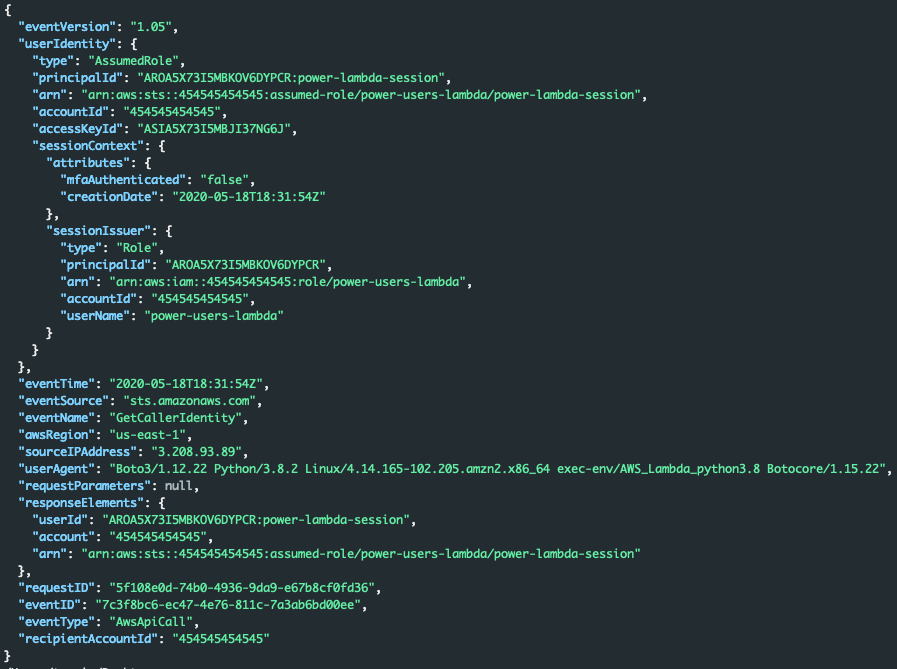 {
  "eventVersion": "1.05",
  "userIdentity": {
    "type": "AssumedRole",
    "principalId": "AROA5X73I5MBKOV6DYPCR:power-lambda-session",
    "arn": "arn:aws:sts::454545454545:assumed-role/power-users-lambda/power-lambda-session",
    "accountId": "454545454545",
    "accessKeyId": "ASIA5X73I5MBJI37NG6J",
    "sessionContext": {
      "attributes": {
        "mfaAuthenticated": "false",
        "creationDate": "2020-05-18T18:31:54Z"
      },
      "sessionIssuer": {
        "type": "Role",
        "principalId": "AROA5X73I5MBKOV6DYPCR",
        "arn": "arn:aws:iam::454545454545:role/power-users-lambda",
        "accountId": "454545454545",
        "userName": "power-users-lambda"
      }
    }
  },
  "eventTime": "2020-05-18T18:31:54Z",
  "eventSource": "sts.amazonaws.com",
  "eventName": "GetCallerIdentity",
  "awsRegion": "us-east-1",
  "sourceIPAddress": "3.208.93.89",
  "userAgent": "Boto3/1.12.22 Python/3.8.2 Linux/4.14.165-102.205.amzn2.x86_64 exec-env/AWS_Lambda_python3.8 Botocore/1.15.22",
  "requestParameters": null,
  "responseElements": {
    "userId": "AROA5X73I5MBKOV6DYPCR:power-lambda-session",
    "account": "454545454545",
    "arn": "arn:aws:sts::454545454545:assumed-role/power-users-lambda/power-lambda-session"
  },
  "requestID": "5f108e0d-74b0-4936-9da9-e67b8cf0fd36",
  "eventID": "7c3f8bc6-ec47-4e76-811c-7a3ab6bd00ee",
  "eventType": "AwsApiCall",
  "recipientAccountId": "454545454545"
}